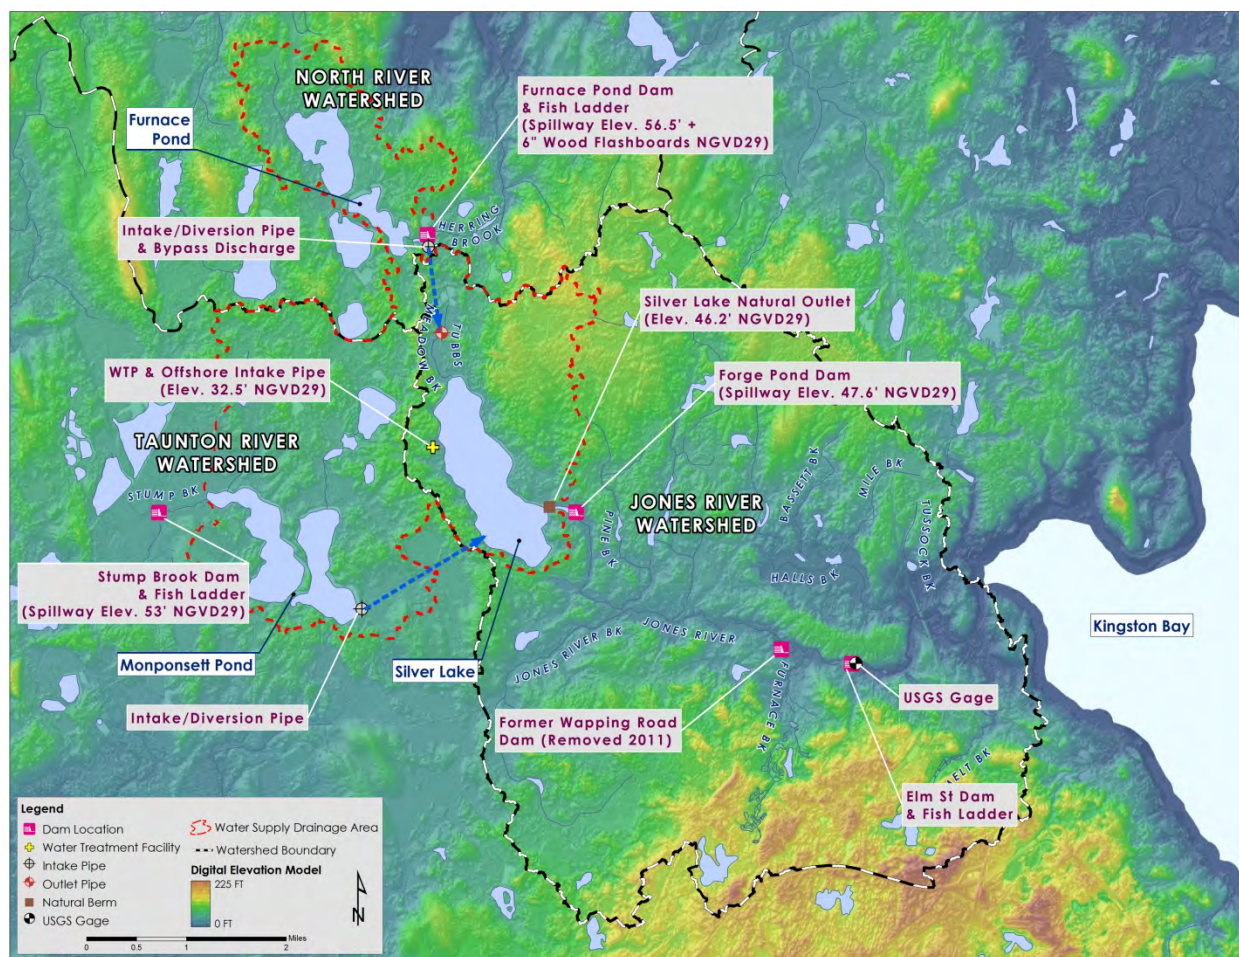 NORTH RIVER
WATERSHED
Furnace Pond Dam
& Fish Ladder
(Spillway Elev. 56.5' +
6" Wood Flashboards NGVD29)
Furnace
Pond
HERRING
BROOK
Intake/Diversion Pipe
& Bypass Discharge
Silver Lake Natural Outlet
(Elev. 46.2' NGVD29)
MEADOW BK
TUBBS
WTP & Offshore Intake Pipe
(Elev. 32.5' NGVD29)
Forge Pond Dam
(Spillway Elev. 47.6' NGVD29)
TAUNTON RIVER
WATERSHED
STUMP BK
JONES RIVER
WATERSHED
PINE BK
BASSETT BK
MILE BK
TUSSOCK BK
HALLS BK
Stump Brook Dam
& Fish Ladder
(Spillway Elev. 53' NGVD29)
Kingston Bay
JONES RIVER BK
JONES RIVER
Monponsett Pond
Silver Lake
FURNACE BK
USGS Gage
Intake/Diversion Pipe
Former Wapping Road
Dam (Removed 2011)
AELT BK
Elm St Dam
& Fish Ladder
Legend
Dam Location
Water Treatment Facility
Intake Pipe
Outlet Pipe
Natural Berm
USGS Gage
Water Supply Drainage Area
Watershed Boundary
Digital Elevation Model
225 FT
0 FT
N
Miles
0 0.5 1 2